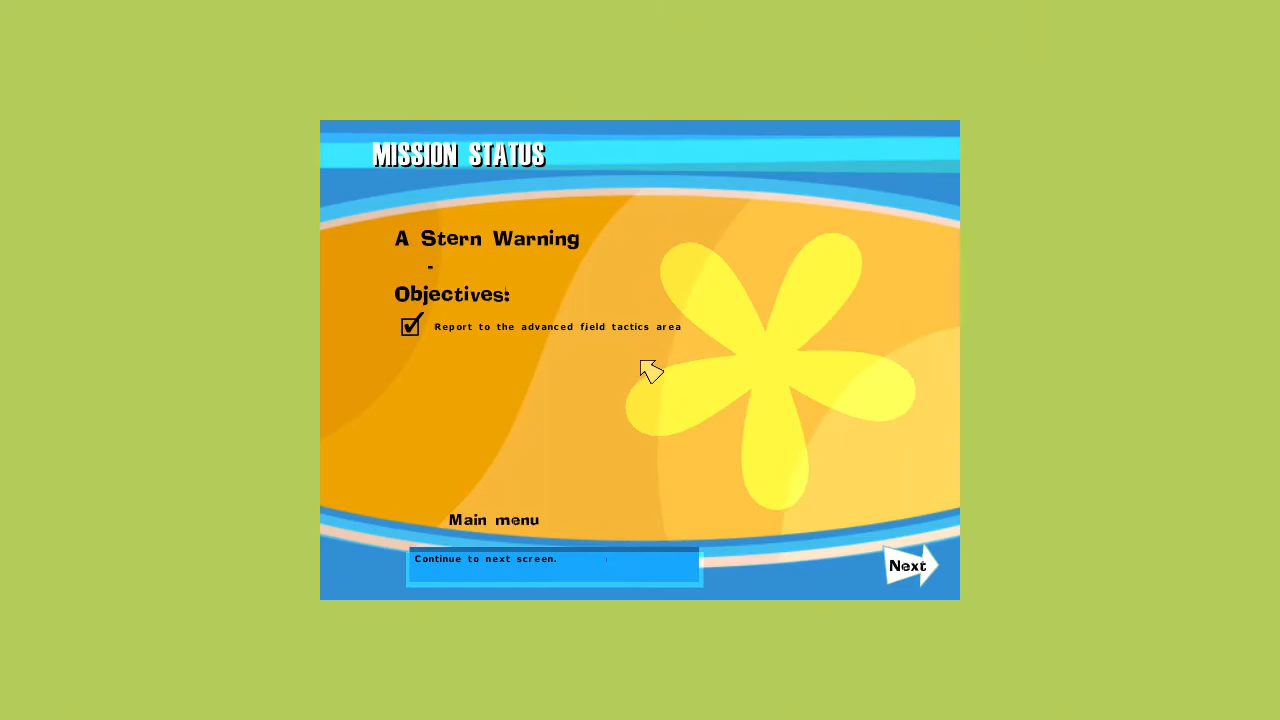 MISSION STATUS
A Stern Warning
-
Objectives:
Report to the advanced field tactics area
Main menu
Continue to next screen.
Next